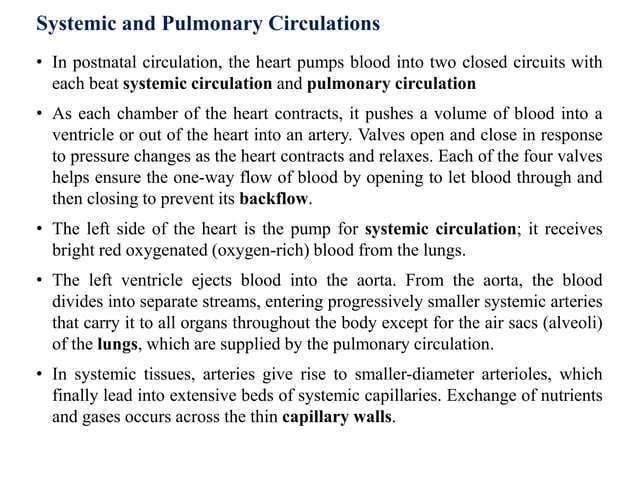 Systemic and Pulmonary Circulations
• In postnatal circulation, the heart pumps blood into two closed circuits with
each beat systemic circulation and pulmonary circulation
• As each chamber of the heart contracts, it pushes a volume of blood into a
ventricle or out of the heart into an artery. Valves open and close in response
to pressure changes as the heart contracts and relaxes. Each of the four valves
helps ensure the one-way flow of blood by opening to let blood through and
then closing to prevent its backflow.
• The left side of the heart is the pump for systemic circulation; it receives
bright red oxygenated (oxygen-rich) blood from the lungs.
• The left ventricle ejects blood into the aorta. From the aorta, the blood
divides into separate streams, entering progressively smaller systemic arteries
that carry it to all organs throughout the body except for the air sacs (alveoli)
of the lungs, which are supplied by the pulmonary circulation.
• In systemic tissues, arteries give rise to smaller-diameter arterioles, which
finally lead into extensive beds of systemic capillaries. Exchange of nutrients
and gases occurs across the thin capillary walls.